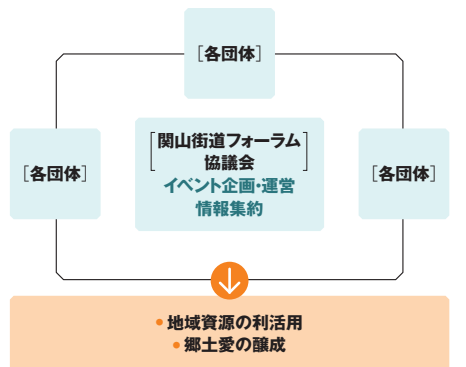 ［各団体］
［各団体］
［関山街道フォーラム
協議会］
イベント企画・運営
情報集約
［各団体］
● 地域資源の利活用
● 郷土愛の醸成